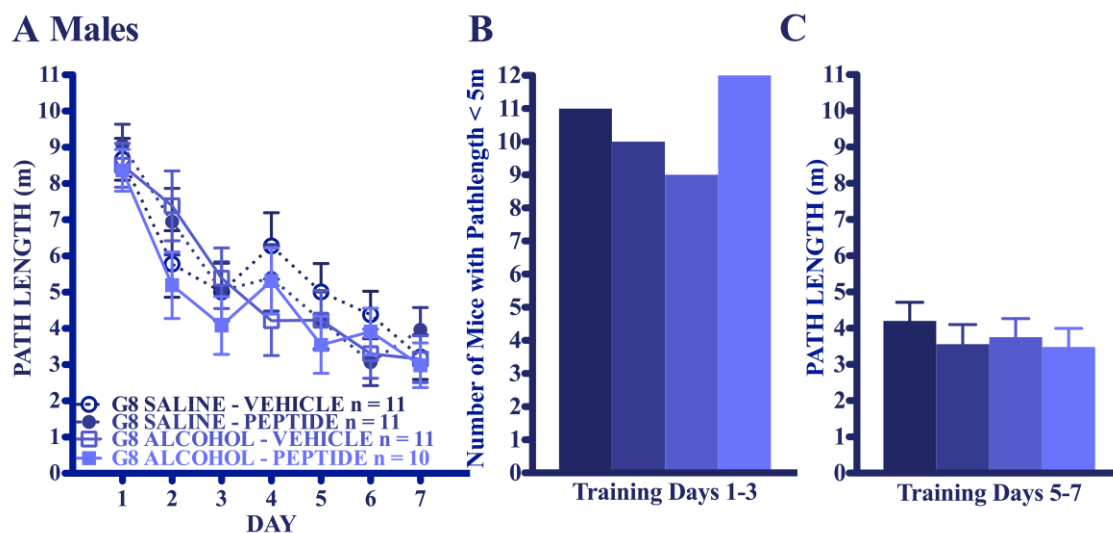 A Males
PATH LENGTH (m)
11
10
9
8
7
6
5
4
3
2
1
0
G8 SALINE - VEHICLE n = 11
G8 SALINE - PEPTIDE n = 11
G8 ALCOHOL - VEHICLE n = 11
G8 ALCOHOL - PEPTIDE n = 10
1 2 3 4 5 6 7
DAY
B
Number of Mice with Pathlength < 5m
12
11
10
9
8
7
6
5
4
3
2
1
0
Training Days 1-3
C
PATH LENGTH (m)
11
10
9
8
7
6
5
4
3
2
1
0
Training Days 5-7